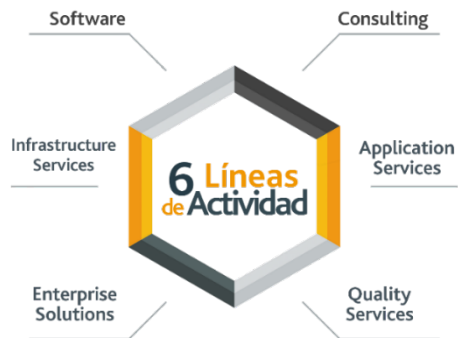 Software
Consulting
Infrastructure
Services
6 Líneas
de Actividad
Application
Services
Enterprise
Solutions
Quality
Services